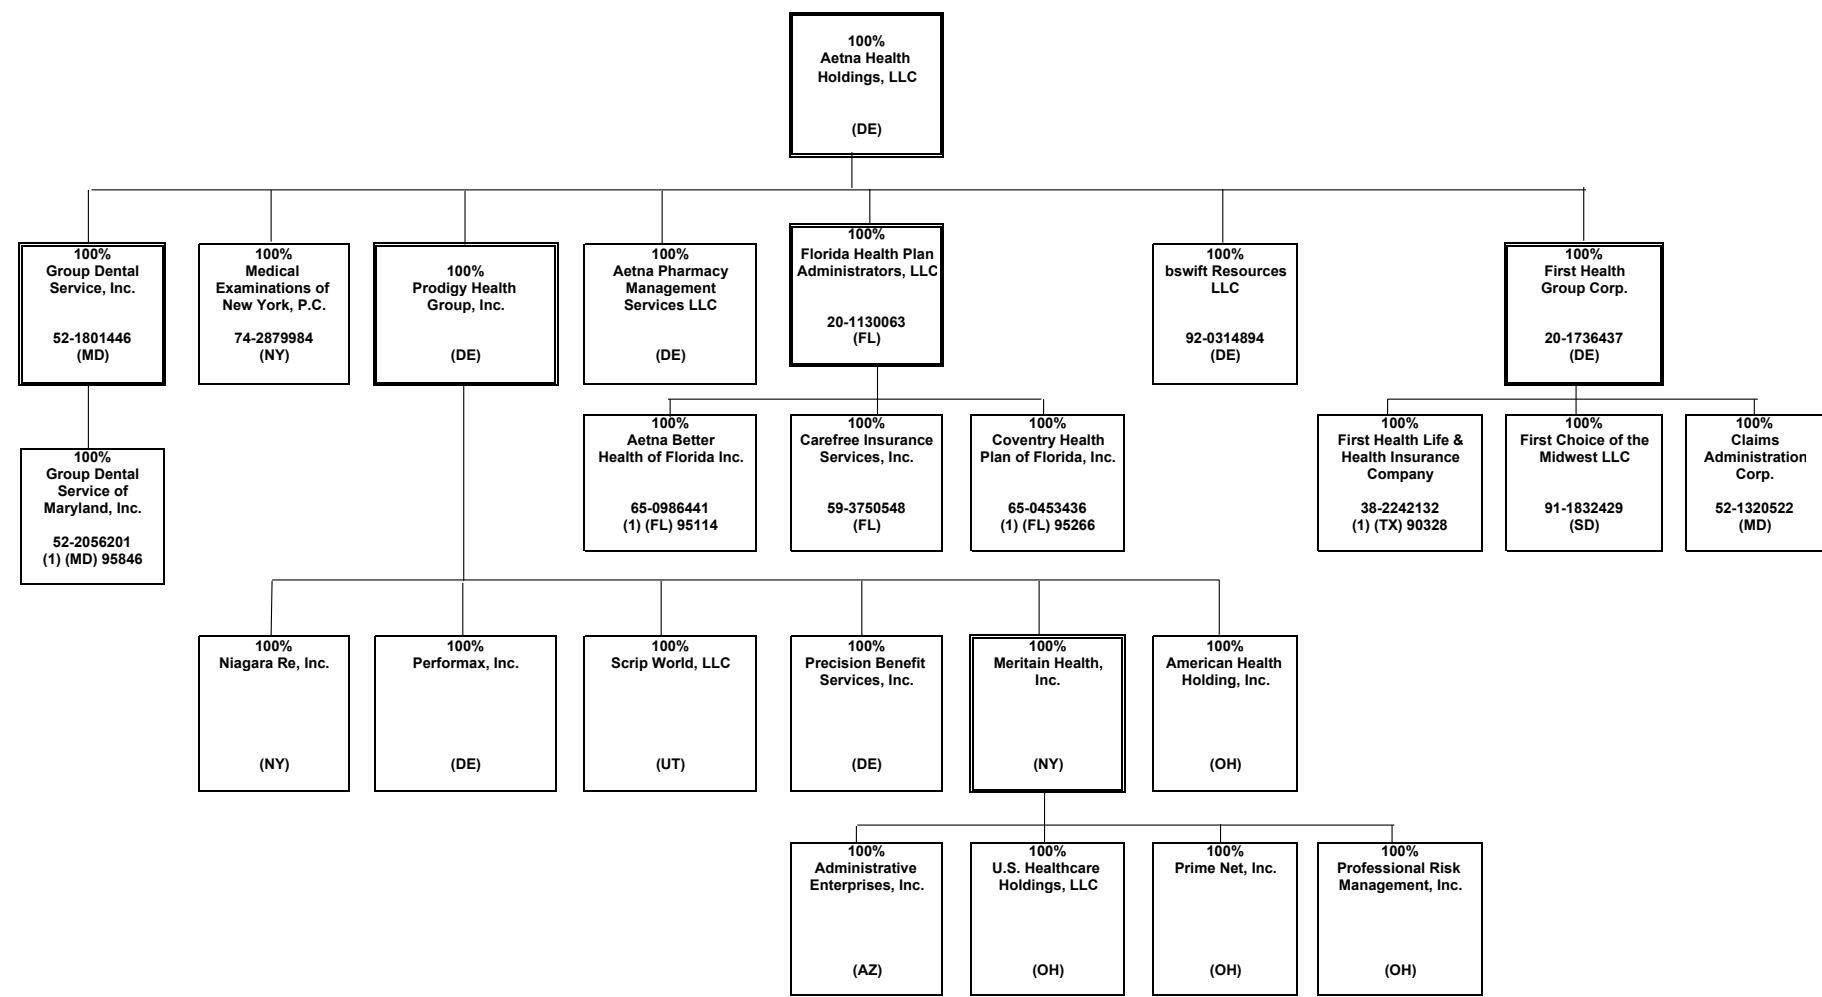 100%
Aetna Health
Holdings, LLC
(DE)
100%
Group Dental
Service, Inc.
52-1801446
(MD)
100%
Medical
Examinations of
New York, P.C.
74-2879984
(NY)
100%
Prodigy Health
Group, Inc.
(DE)
100%
Aetna Pharmacy
Management
Services LLC
(DE)
100%
Florida Health Plan
Administrators, LLC
20-1130063
(FL)
100%
bswift Resources
LLC
92-0314894
(DE)
100%
First Health
Group Corp.
20-1736437
(DE)
100%
Group Dental
Service of
Maryland, Inc.
52-2056201
(1) (MD) 95846
100%
Aetna Better
Health of Florida Inc.
65-0986441
(1) (FL) 95114
100%
Carefree Insurance
Services, Inc.
59-3750548
(FL)
100%
Coventry Health
Plan of Florida, Inc.
65-0453436
(1) (FL) 95266
100%
First Health Life &
Health Insurance
Company
38-2242132
(1) (TX) 90328
100%
First Choice of the
Midwest LLC
91-1832429
(SD)
100%
Claims
Administration
Corp.
52-1320522
(MD)
100%
Niagara Re, Inc.
(NY)
100%
Performax, Inc.
(DE)
100%
Scrip World, LLC
(UT)
100%
Precision Benefit
Services, Inc.
(DE)
100%
Meritain Health,
Inc.
(NY)
100%
American Health
Holding, Inc.
(OH)
100%
Administrative
Enterprises, Inc.
(AZ)
100%
U.S. Healthcare
Holdings, LLC
(OH)
100%
Prime Net, Inc.
(OH)
100%
Professional Risk
Management, Inc.
(OH)